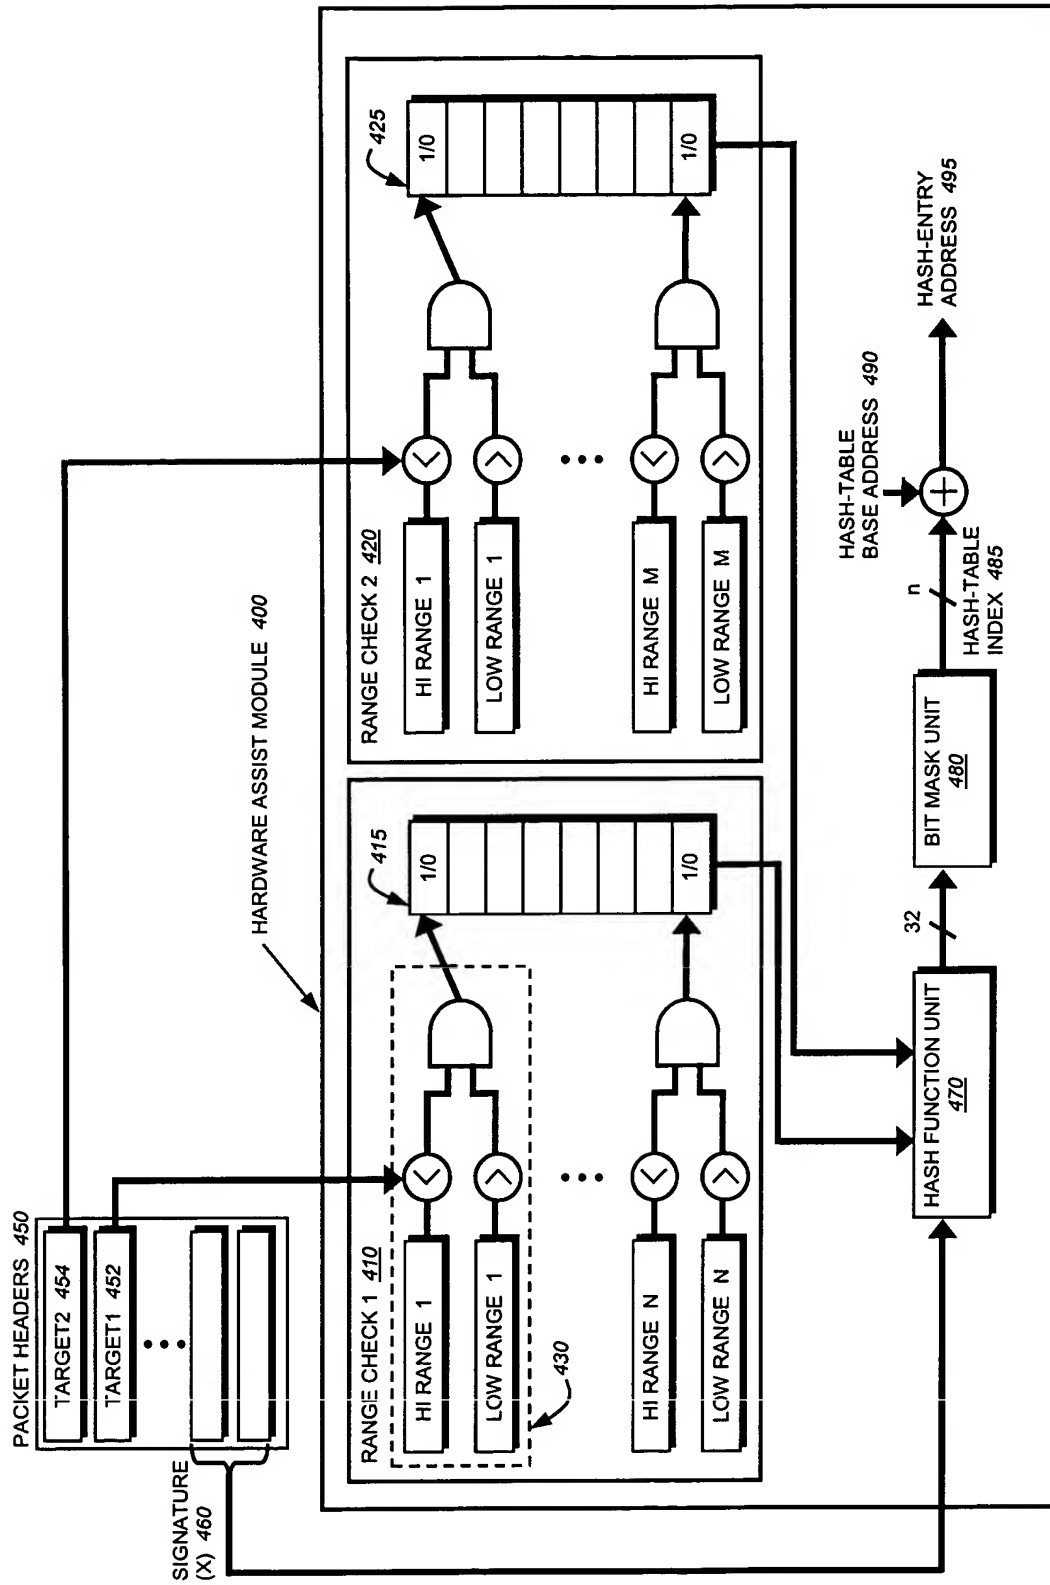 PACKET HEADERS 450
TARGET2 454
TARGET1 452
SIGNATURE
(X) 460
HARDWARE ASSIST MODULE 400
RANGE CHECK 1 410
HI RANGE 1
LOW RANGE 1
430
HI RANGE N
LOW RANGE N
415
1/0
1/0
RANGE CHECK 2 420
HI RANGE 1
LOW RANGE 1
HI RANGE M
LOW RANGE M
425
1/0
1/0
HASH FUNCTION UNIT
470
32
BIT MASK UNIT
480
n
HASH-TABLE
INDEX 485
HASH-TABLE
BASE ADDRESS 490
HASH-ENTRY
ADDRESS 495